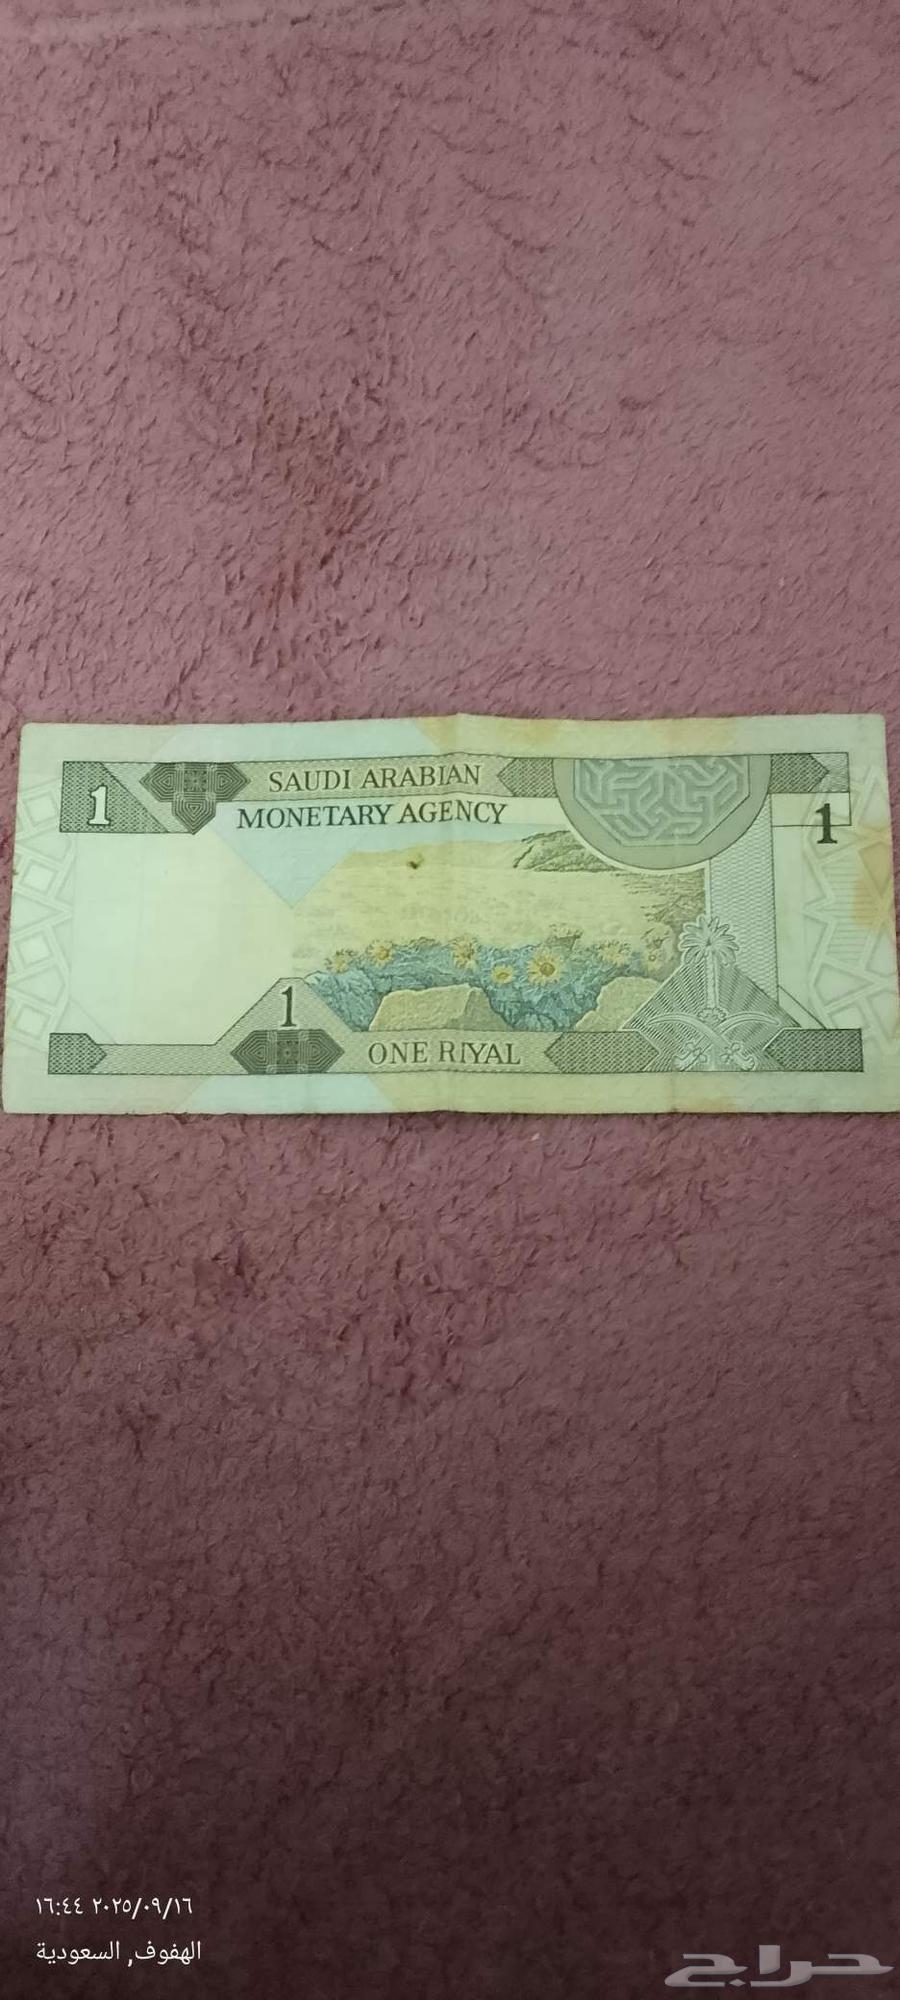 SAUDI ARABIAN
MONETARY AGENCY
1
1
1
ONE RIYAL
٢٠٢٥/٠٩/١٦ ١٦:٤٤
الهفوف, السعودية
حراج